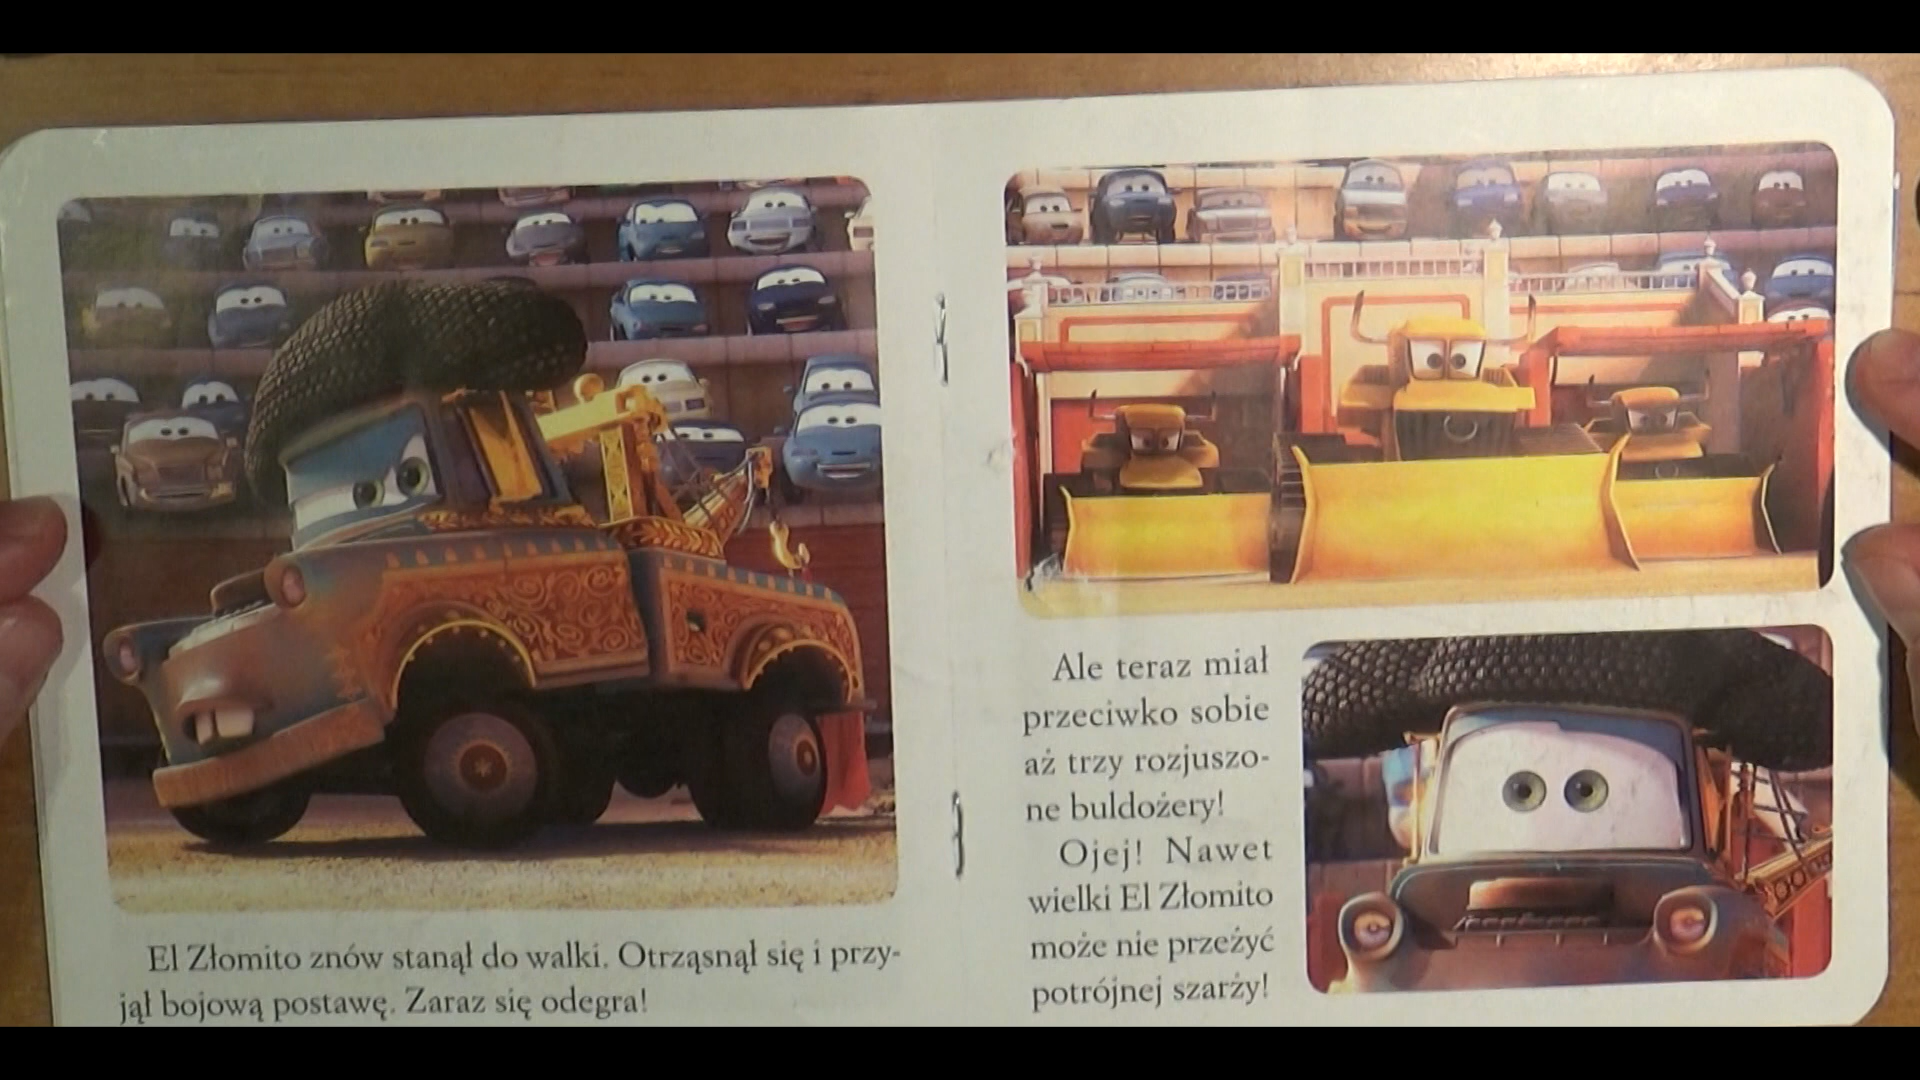 El Złomito znów stanął do walki. Otrząsnął się i przy-
jął bojową postawę. Zaraz się odegra!
Ale teraz miał
przeciwko sobie
aż trzy rozjuszo-
ne buldożery!
Ojej! Nawet
wielki El Złomito
może nie przeżyć
potrójnej szarży!